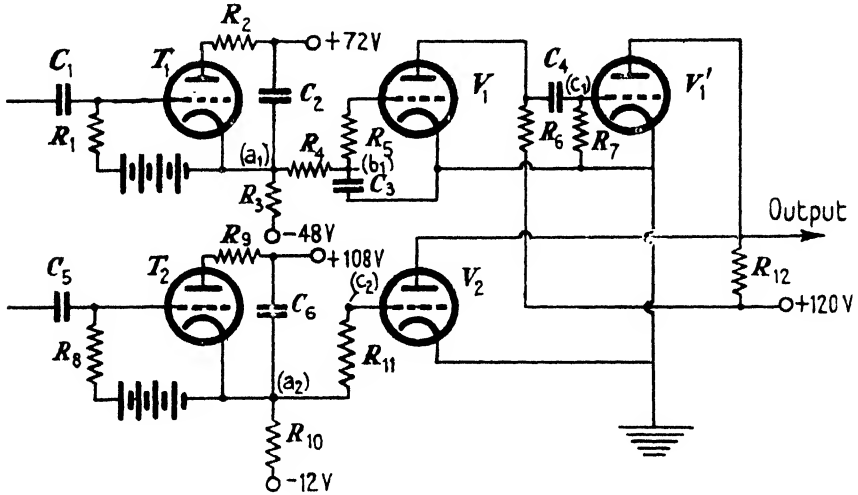 R2
+72V
C1
T1
C2
V1
C4
(c1)
V1'
R1
(a1)
R4
R5
(b1)
C3
R6
R7
R3
-48V
Output
R9
+108V
C5
T2
C6
(c2)
V2
R12
R8
R11
+120V
(a2)
R10
-12V